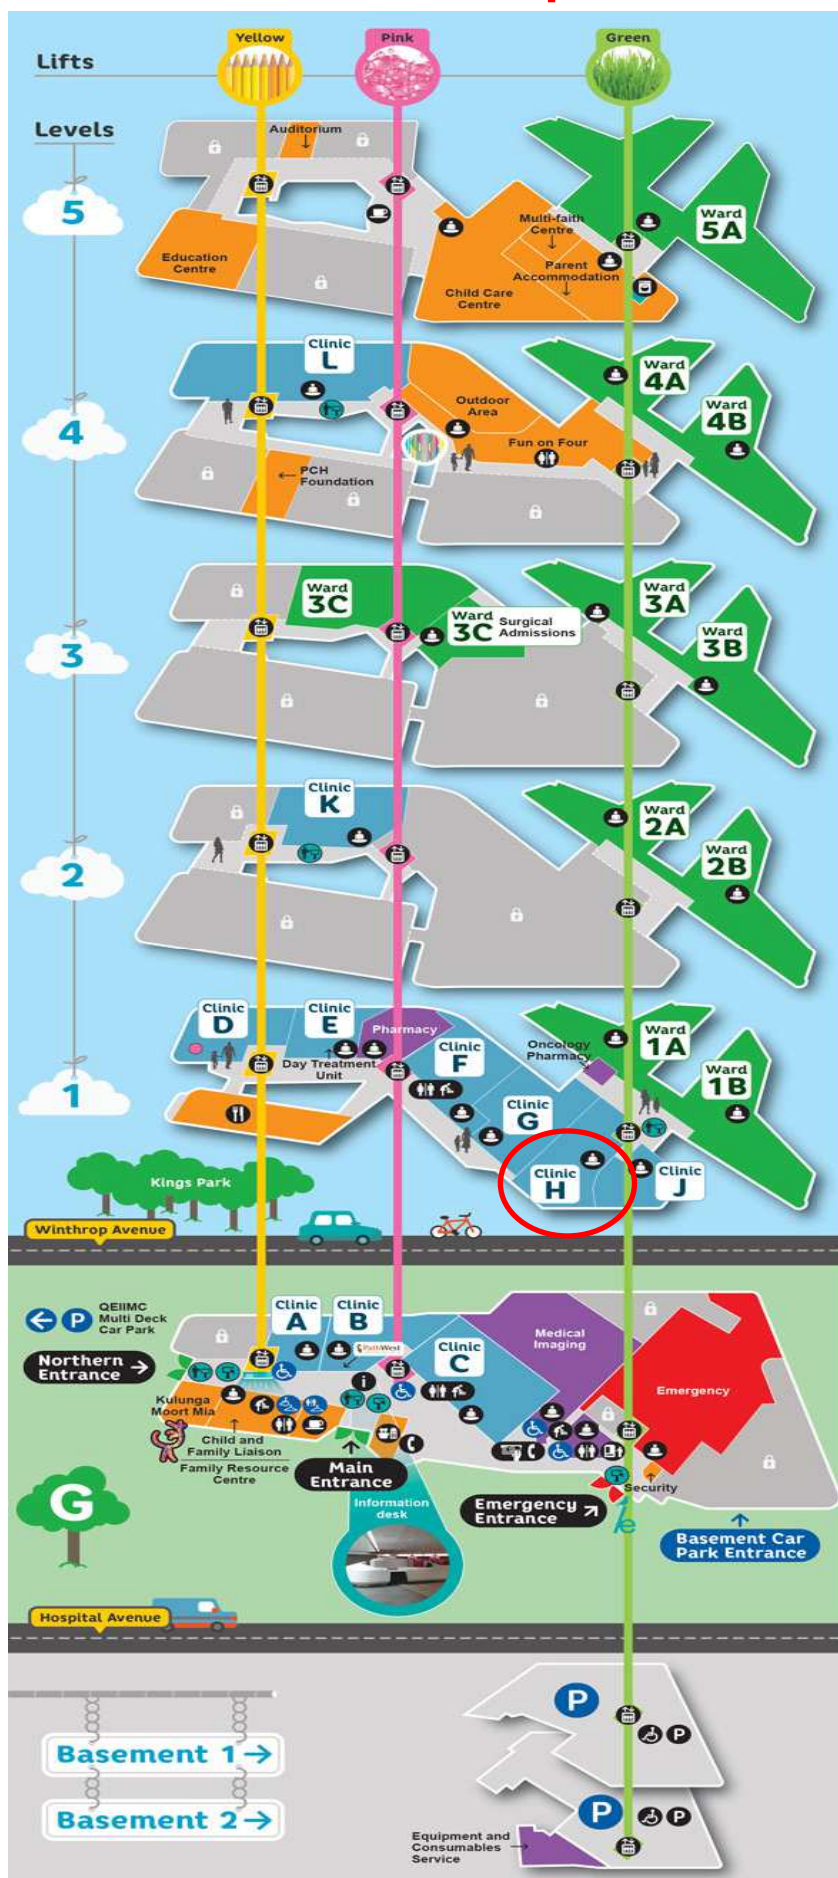 Lifts
Yellow
Pink
Green
Levels
5
Auditorium
Education
Centre
Multi-faith
Centre
Parent
Accommodation
Child Care
Centre
Ward
5A
4
Clinic
L
Outdoor
Area
Fun on Four
PCH
Foundation
Ward
4A
Ward
4B
3
Ward
3C
Ward
3C
Surgical
Admissions
Ward
3A
Ward
3B
2
Clinic
K
Ward
2A
Ward
2B
1
Clinic
D
Clinic
E
Pharmacy
Day Treatment
Unit
Clinic
F
Oncology
Pharmacy
Clinic
G
Clinic
H
Clinic
J
Ward
1A
Ward
1B
Kings Park
Winthrop Avenue
QEIIMC
Multi Deck
Car Park
P
Northern
Entrance
Clinic
A
Clinic
B
PathWest
Clinic
C
Medical
Imaging
Emergency
Kulunga
Moort Mia
Child and
Family Liaison
Family Resource
Centre
i
Main
Entrance
Information
desk
Emergency
Entrance
Security
Basement Car
Park Entrance
G
Hospital Avenue
Basement 1
Basement 2
P
P
P
P
Equipment and
Consumables
Service